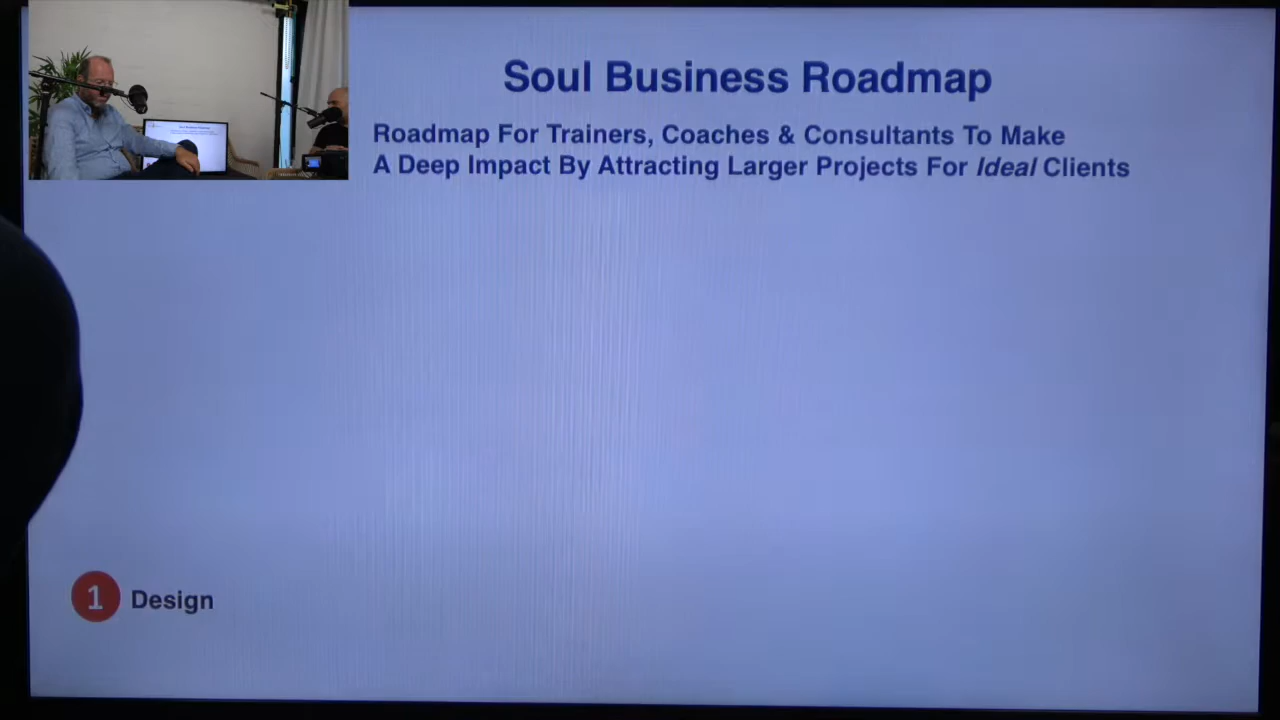 Soul Business Roadmap
Roadmap For Trainers, Coaches & Consultants To Make
A Deep Impact By Attracting Larger Projects For Ideal Clients
1 Design